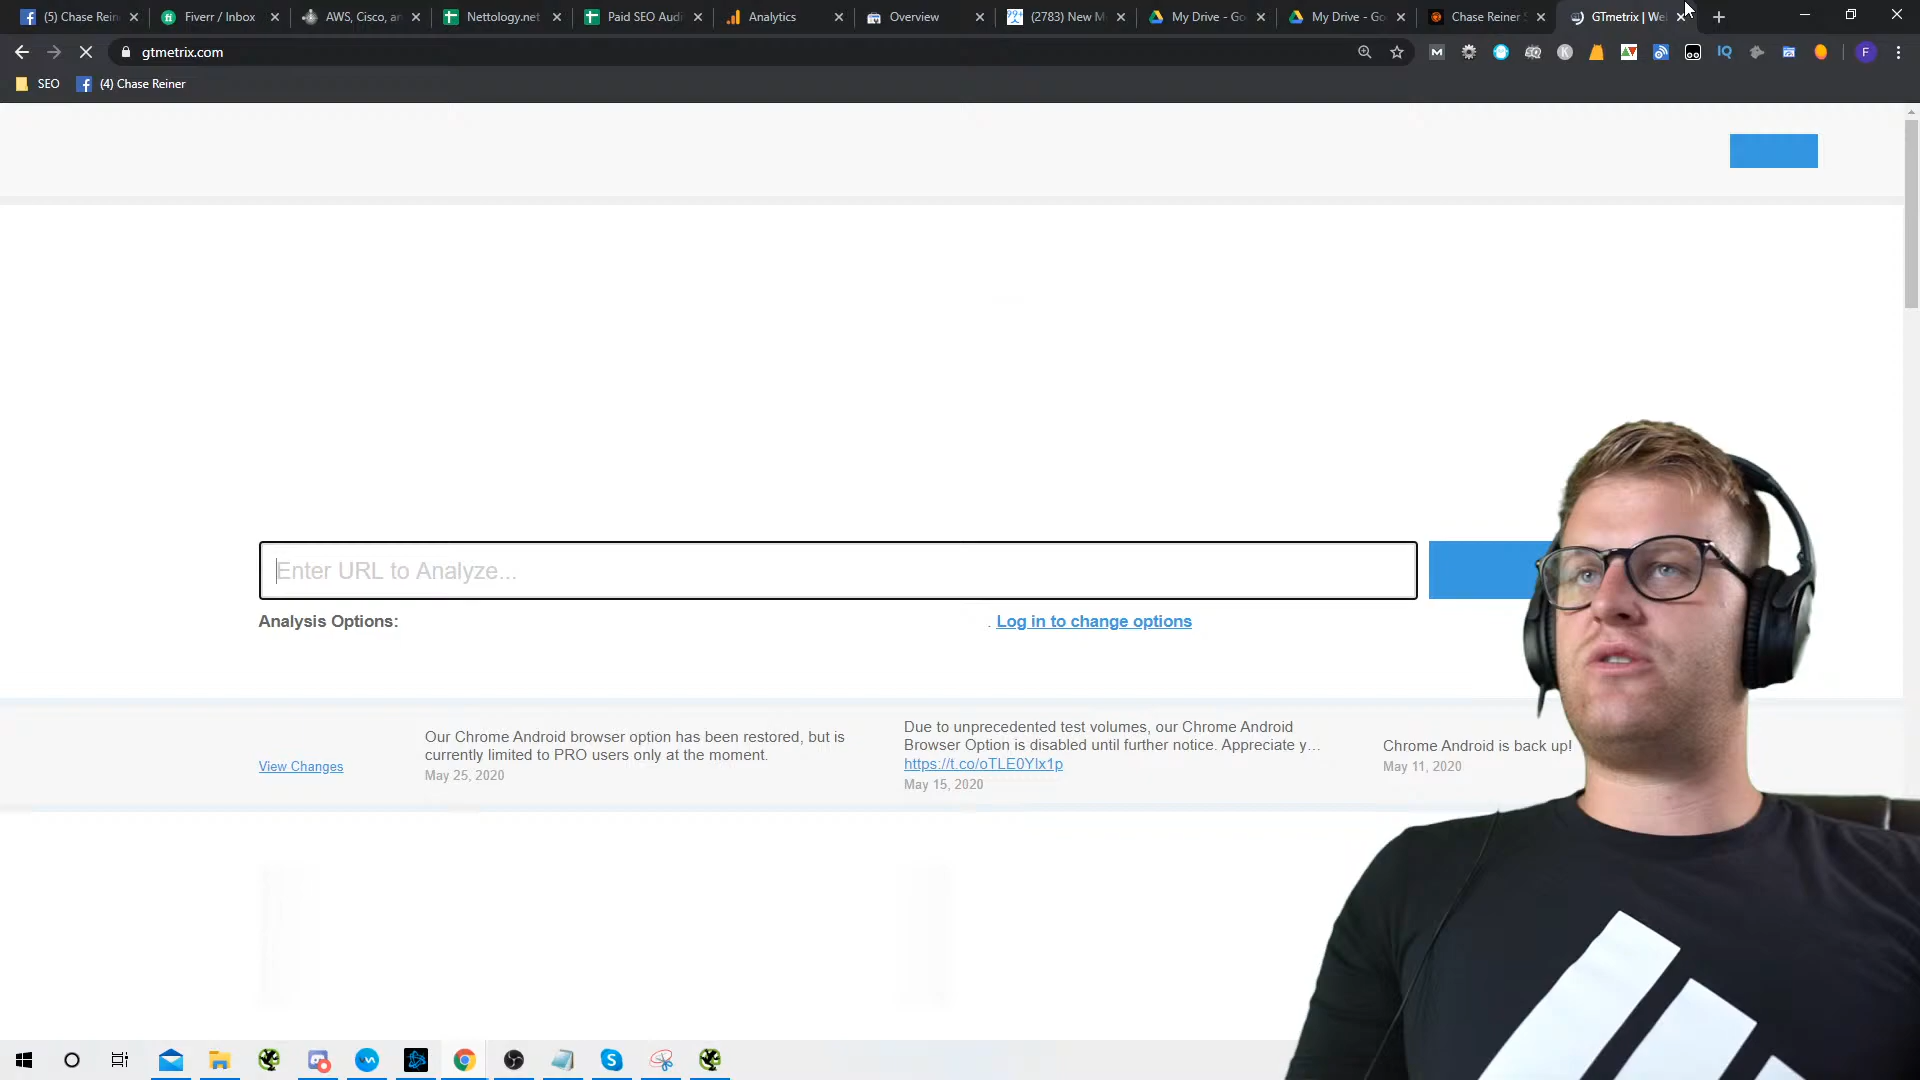 (5) Chase Rein
Fiverr / Inbox
AWS, Cisco, an
Nettology.net
Paid SEO Audi
Analytics
Overview
(2783) New M
My Drive - Go
My Drive - Go
Chase Reiner S
GTmetrix | We
gtmetrix.com
SEO
(4) Chase Reiner
Enter URL to Analyze...
Analysis Options:
. Log in to change options
View Changes
Our Chrome Android browser option has been restored, but is
currently limited to PRO users only at the moment.
May 25, 2020
Due to unprecedented test volumes, our Chrome Android
Browser Option is disabled until further notice. Appreciate y...
https://t.co/oTLE0YIx1p
May 15, 2020
Chrome Android is back up!
May 11, 2020